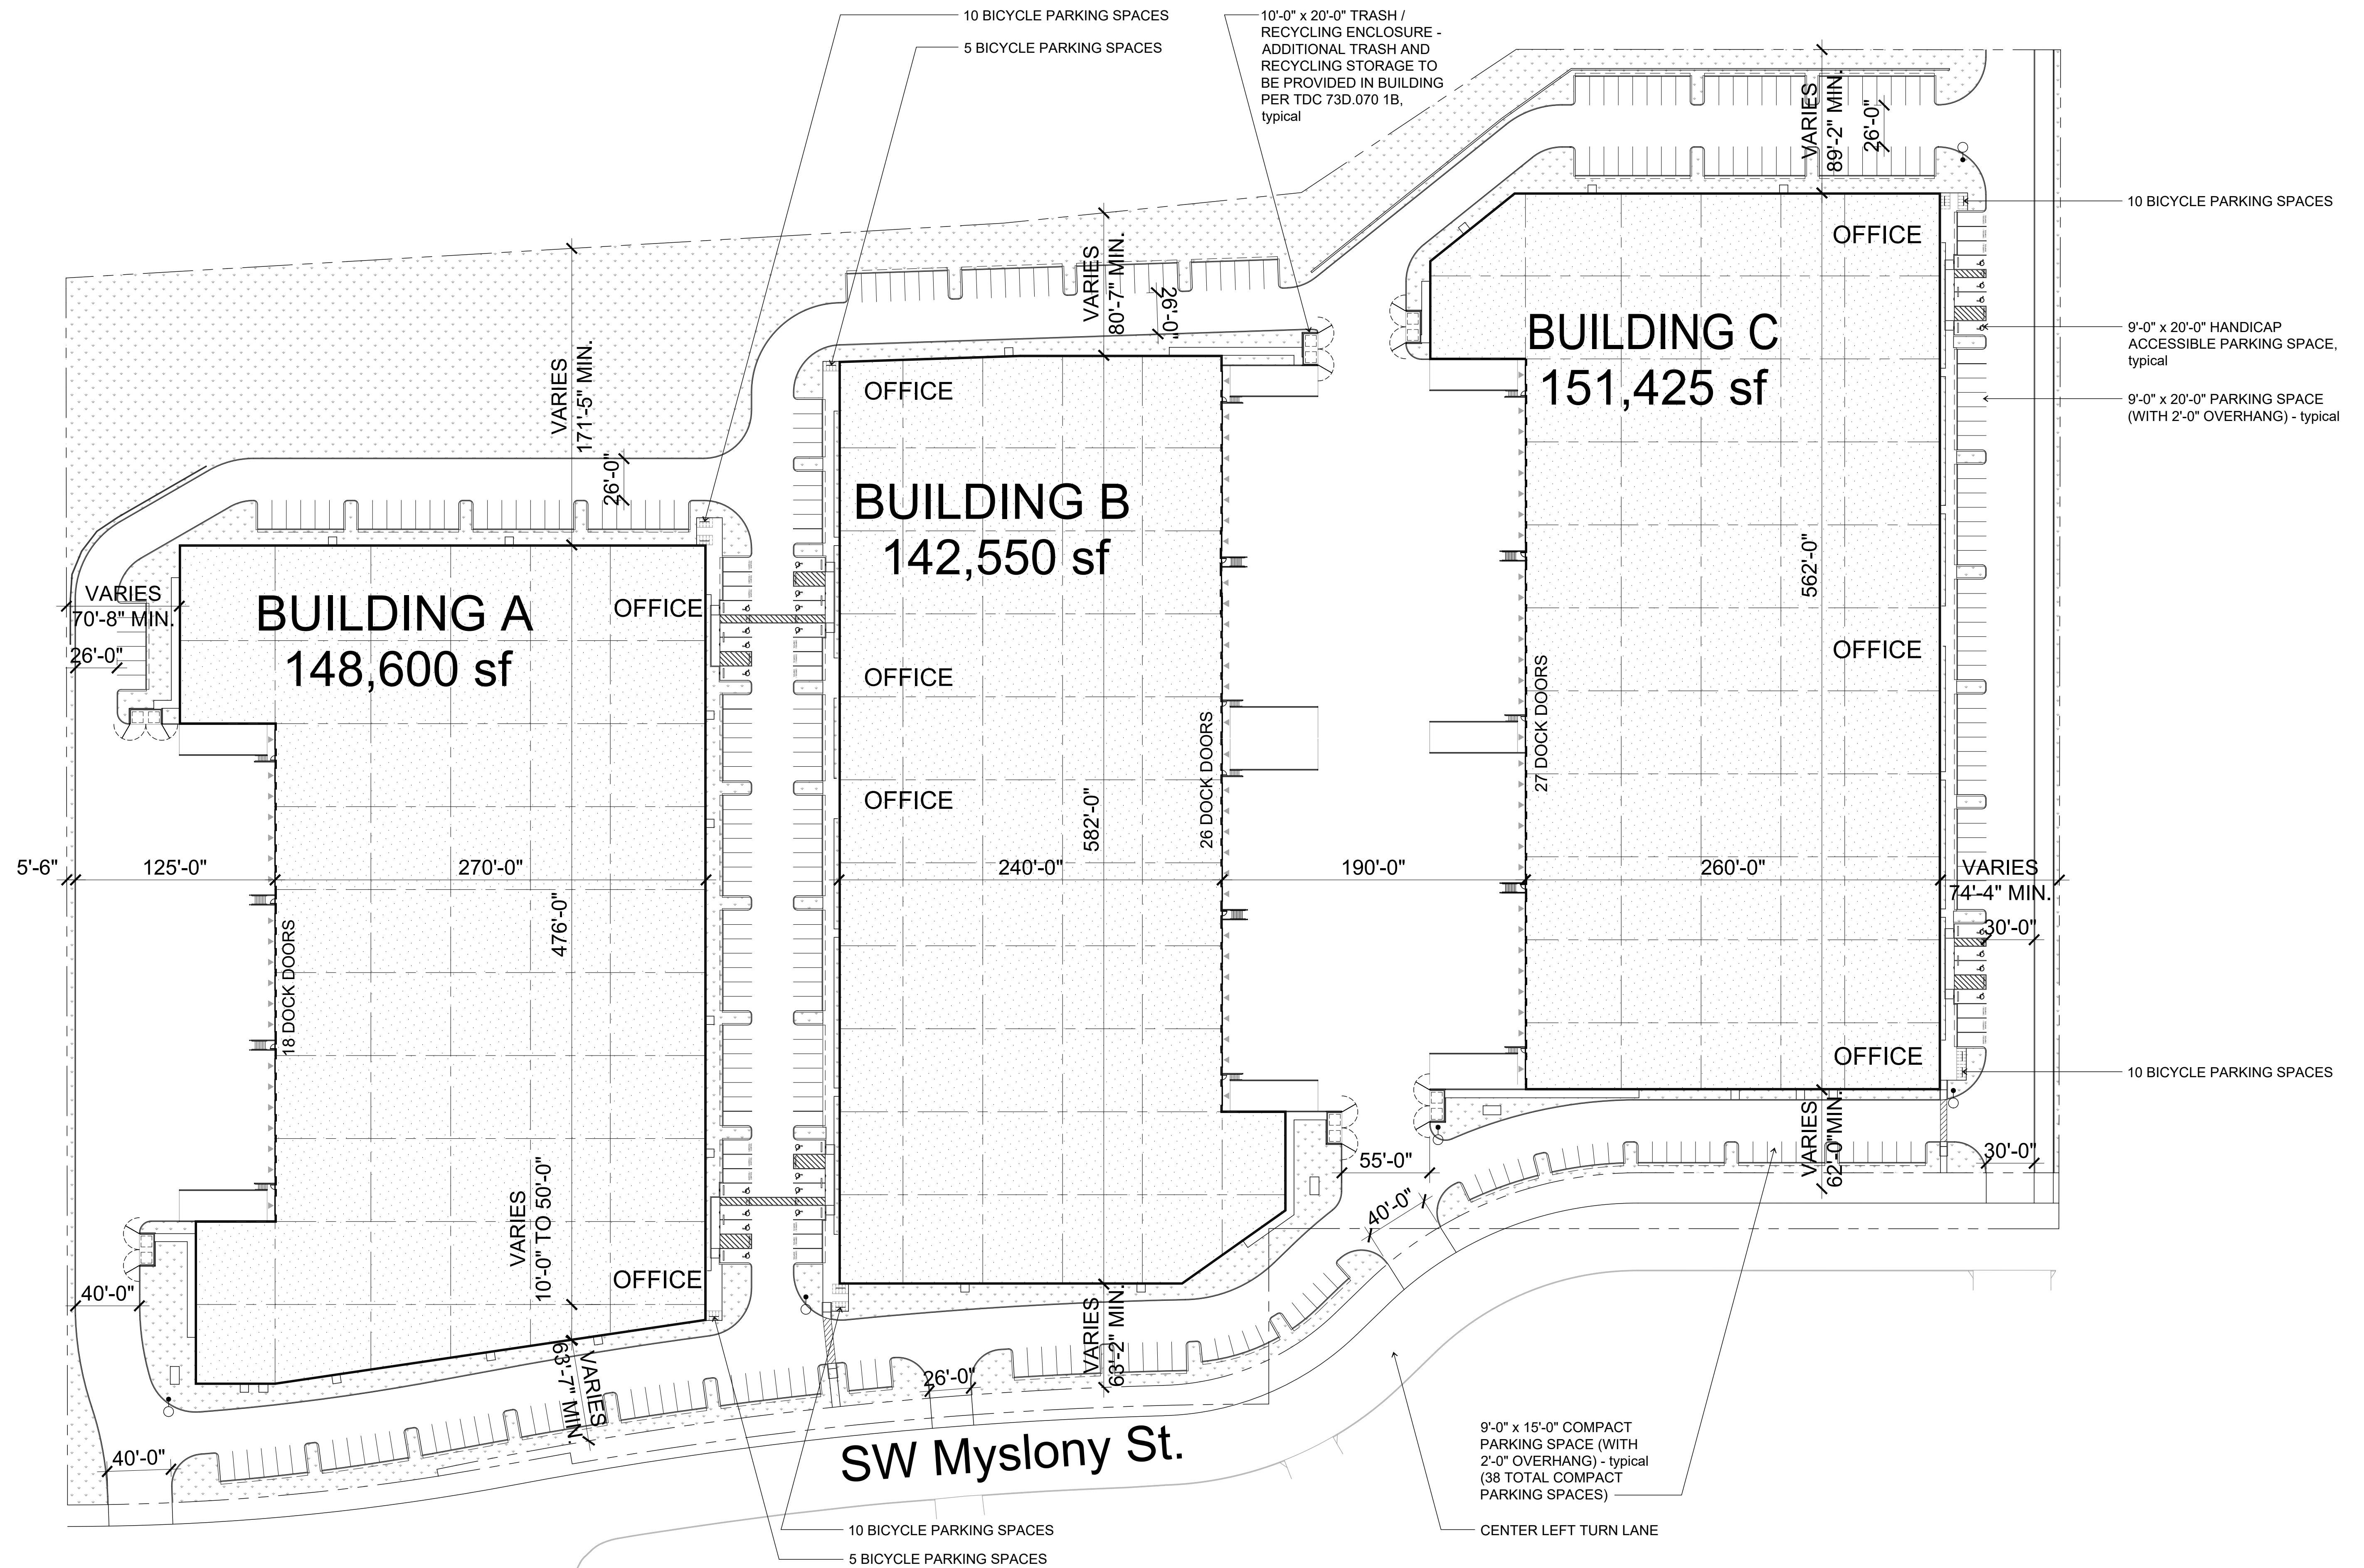 10 BICYCLE PARKING SPACES
5 BICYCLE PARKING SPACES
10'-0" x 20'-0" TRASH /
RECYCLING ENCLOSURE -
ADDITIONAL TRASH AND
RECYCLING STORAGE TO
BE PROVIDED IN BUILDING
PER TDC 73D.070 1B,
typical
VARIES
89'-2" MIN.
26'-0"
10 BICYCLE PARKING SPACES
9'-0" x 20'-0" HANDICAP
ACCESSIBLE PARKING SPACE,
typical
9'-0" x 20'-0" PARKING SPACE
(WITH 2'-0" OVERHANG) - typical
VARIES
171'-5" MIN.
26'-0"
VARIES
80'-7" MIN.
26'-0"
OFFICE
BUILDING C
151,425 sf
OFFICE
BUILDING B
142,550 sf
562'-0"
VARIES
70'-8" MIN.
26'-0"
BUILDING A
148,600 sf
OFFICE
OFFICE
OFFICE
OFFICE
26 DOCK DOORS
27 DOCK DOORS
582'-0"
5'-6"
125'-0"
270'-0"
240'-0"
190'-0"
260'-0"
VARIES
74'-4" MIN.
30'-0"
476'-0"
18 DOCK DOORS
OFFICE
10 BICYCLE PARKING SPACES
VARIES
62'-0"MIN.
30'-0"
55'-0"
40'-0"
VARIES
10'-0" TO 50'-0"
OFFICE
40'-0"
VARIES
63'-7" MIN.
VARIES
63'-2" MIN.
26'-0"
40'-0"
SW Myslony St.
9'-0" x 15'-0" COMPACT
PARKING SPACE (WITH
2'-0" OVERHANG) - typical
(38 TOTAL COMPACT
PARKING SPACES)
CENTER LEFT TURN LANE
10 BICYCLE PARKING SPACES
5 BICYCLE PARKING SPACES